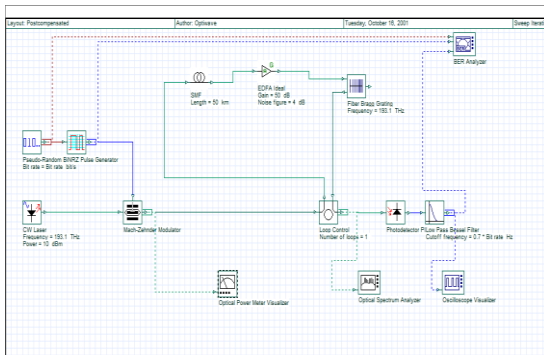 Layout: Postcompensated
Author: Optiwave
Tuesday, October 16, 2001
Sweep Iterati
BER Analyzer
G
SMF
Length = 50 km
EDFA Ideal
Gain = 50 dB
Noise figure = 4 dB
Fiber Bragg Grating
Frequency = 193.1 THz
Pseudo-Random Bi
NRZ Pulse Generator
Bit rate = Bit rate bits/s
CW Laser
Frequency = 193.1 THz
Power = 10 dBm
Mach-Zehnder Modulator
Loop Control
Number of loops = 1
Photodetector PI
Low Pass Bessel Filter
Cutoff frequency = 0.7 * Bit rate Hz
Optical Power Meter Visualizer
Optical Spectrum Analyzer
Oscilloscope Visualizer